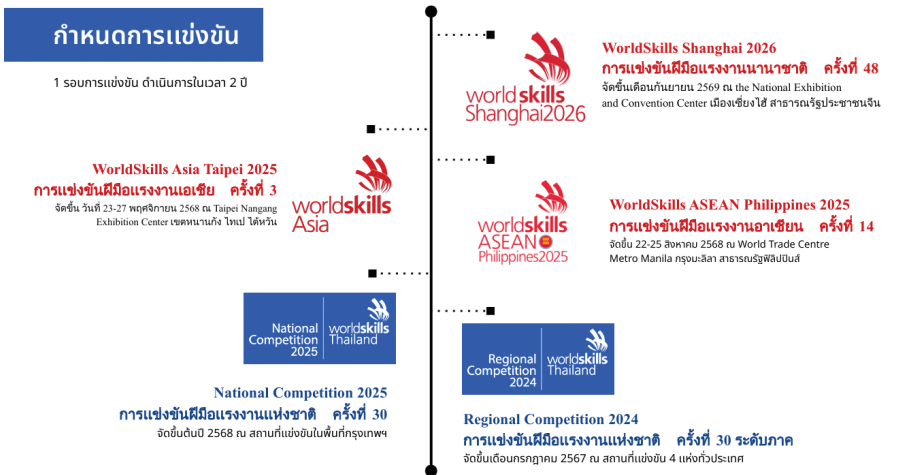 กำหนดการแข่งขัน
1 รอบการแข่งขัน ดำเนินการในเวลา 2 ปี
worldskills
Shanghai2026
WorldSkills Shanghai 2026
การแข่งขันฝีมือแรงงานนานาชาติ ครั้งที่ 48
จัดขึ้นเดือนกันยายน 2569 ณ the National Exhibition
and Convention Center เมืองเซี่ยงไฮ้ สาธารณรัฐประชาชนจีน
WorldSkills Asia Taipei 2025
การแข่งขันฝีมือแรงงานเอเชีย ครั้งที่ 3
จัดขึ้น วันที่ 23-27 พฤศจิกายน 2568 ณ Taipei Nangang
Exhibition Center เขตหนานกัง ไทเป ไต้หวัน
worldskills
Asia
worldskills
ASEAN
Philippines2025
WorldSkills ASEAN Philippines 2025
การแข่งขันฝีมือแรงงานอาเซียน ครั้งที่ 14
จัดขึ้น 22-25 สิงหาคม 2568 ณ World Trade Centre
Metro Manila กรุงมะลิลา สาธารณรัฐฟิลิปปินส์
National
Competition
2025
worldskills
Thailand
National Competition 2025
การแข่งขันฝีมือแรงงานแห่งชาติ ครั้งที่ 30
จัดขึ้นต้นปี 2568 ณ สถานที่แข่งขันในพื้นที่กรุงเทพฯ
Regional
Competition
2024
worldskills
Thailand
Regional Competition 2024
การแข่งขันฝีมือแรงงานแห่งชาติ ครั้งที่ 30 ระดับภาค
จัดขึ้นเดือนกรกฎาคม 2567 ณ สถานที่แข่งขัน 4 แห่งทั่วประเทศ